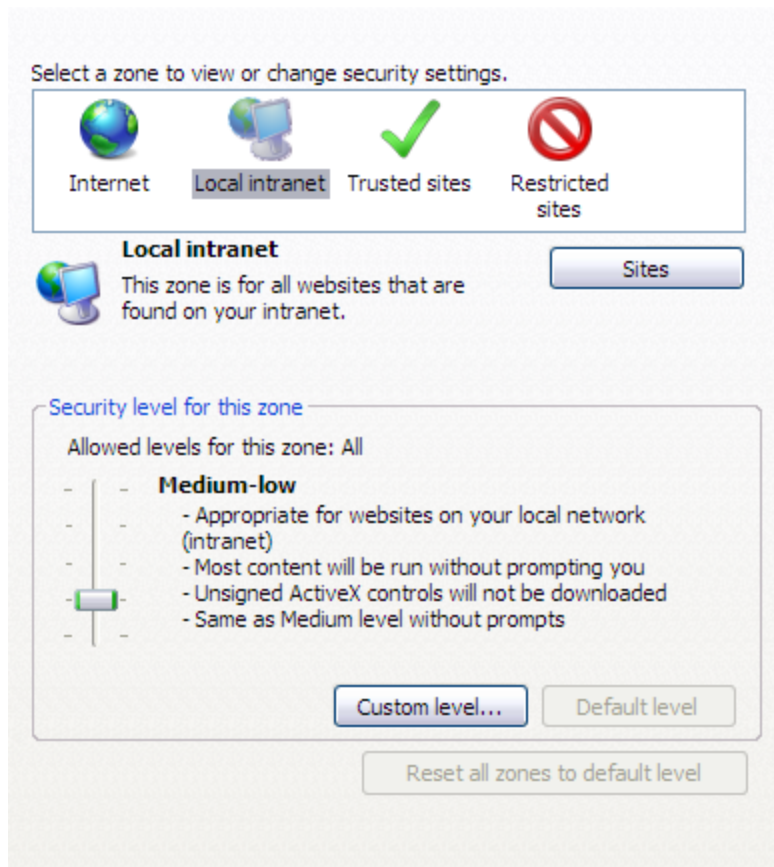 Select a zone to view or change security settings.
Internet
Local intranet
Trusted sites
Restricted
sites
Local intranet
This zone is for all websites that are
found on your intranet.
Sites
Security level for this zone
Allowed levels for this zone: All
Medium-low
- Appropriate for websites on your local network
(intranet)
- Most content will be run without prompting you
- Unsigned ActiveX controls will not be downloaded
- Same as Medium level without prompts
Custom level...
Default level
Reset all zones to default level